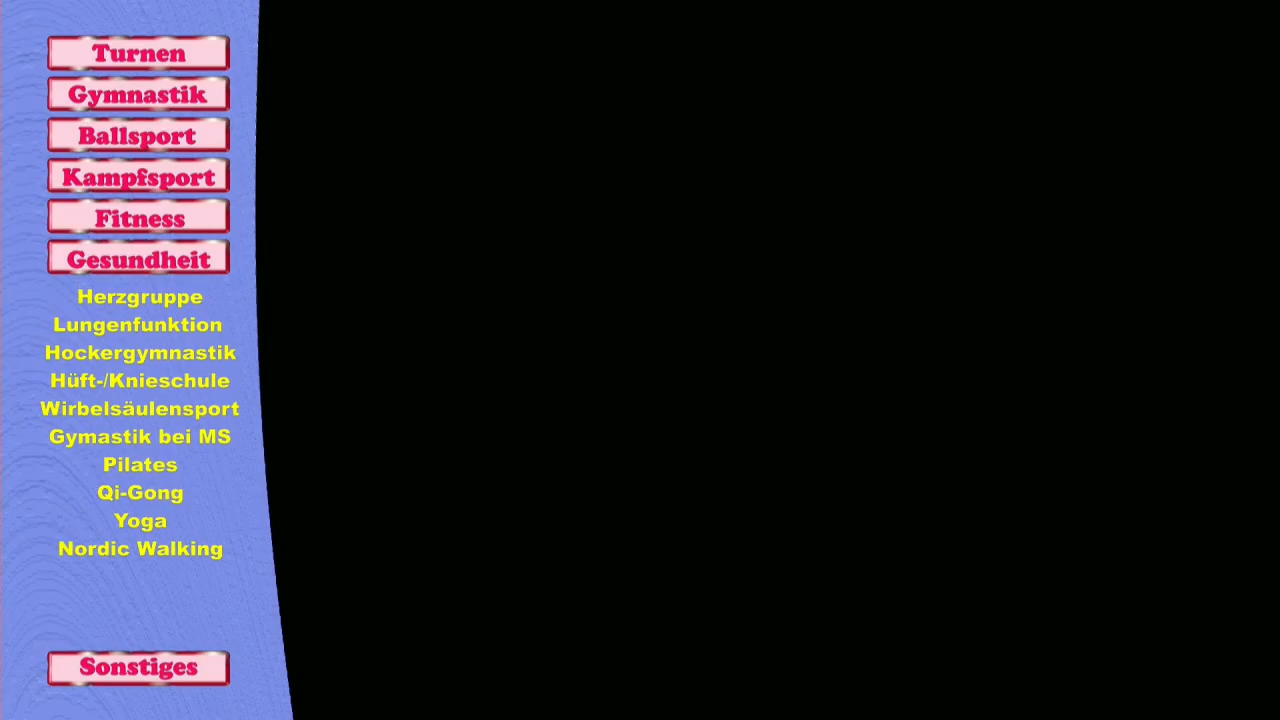 Turnen
Gymnastik
Ballsport
Kampfsport
Fitness
Gesundheit
Herzgruppe
Lungenfunktion
Hockergymnastik
Hüft-/Knieschule
Wirbelsäulensport
Gymastik bei MS
Pilates
Qi-Gong
Yoga
Nordic Walking
Sonstiges